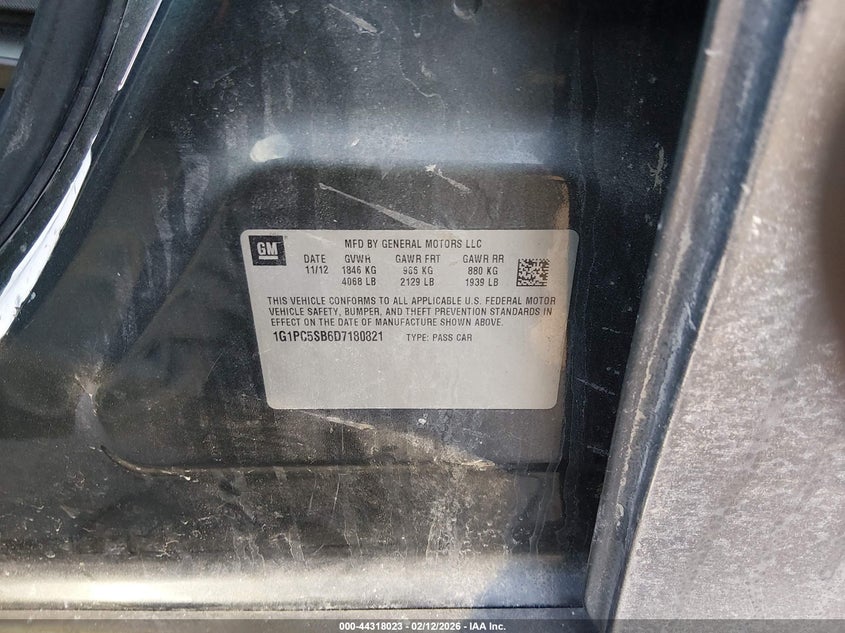 GM
MFD BY GENERAL MOTORS LLC
DATE GVWR GAWR FRT GAWR RR
11/12 1846 KG 965 KG 880 KG
4068 LB 2129 LB 1939 LB
THIS VEHICLE CONFORMS TO ALL APPLICABLE U.S. FEDERAL MOTOR
VEHICLE SAFETY, BUMPER, AND THEFT PREVENTION STANDARDS IN
EFFECT ON THE DATE OF MANUFACTURE SHOWN ABOVE.
1G1PC5SB6D7180821 TYPE: PASS CAR
000-44318023 - 02/12/2026 - IAA Inc.